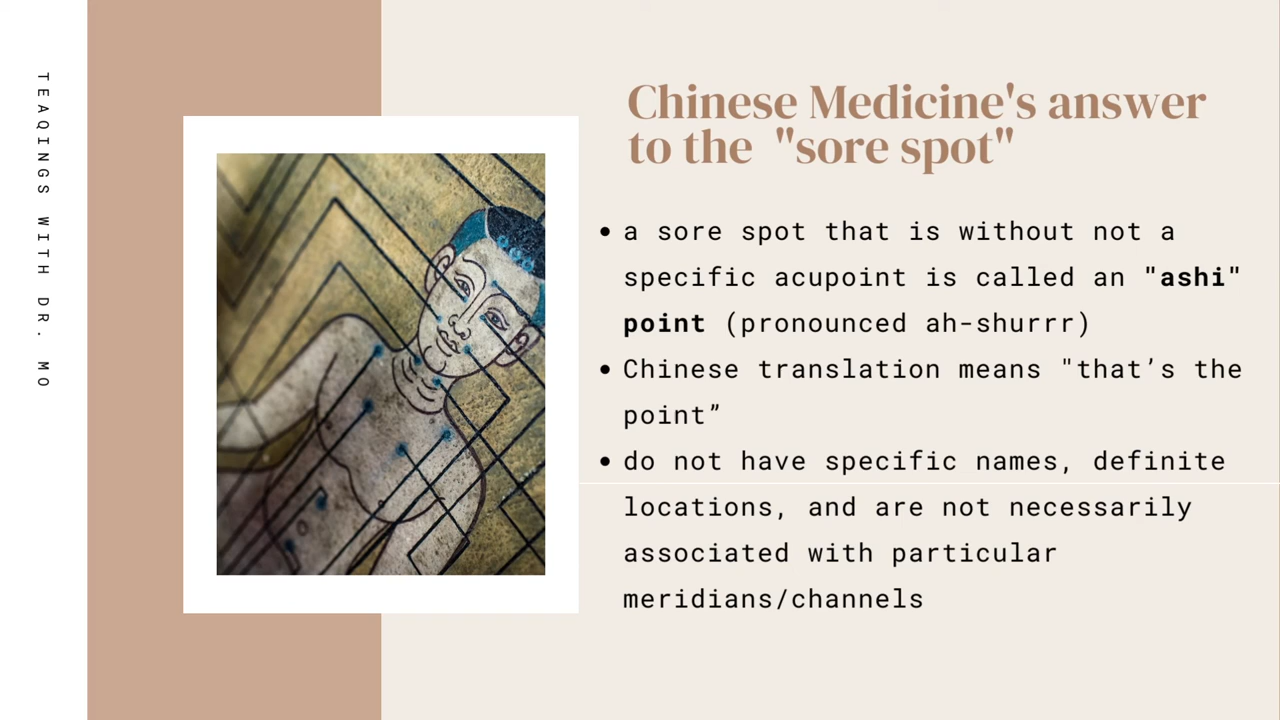 TEAQINGS WITH DR. MO
Chinese Medicine's answer
to the "sore spot"
• a sore spot that is without not a
specific acupoint is called an "ashi"
point (pronounced ah-shurrr)
• Chinese translation means "that’s the
point”
• do not have specific names, definite
locations, and are not necessarily
associated with particular
meridians/channels